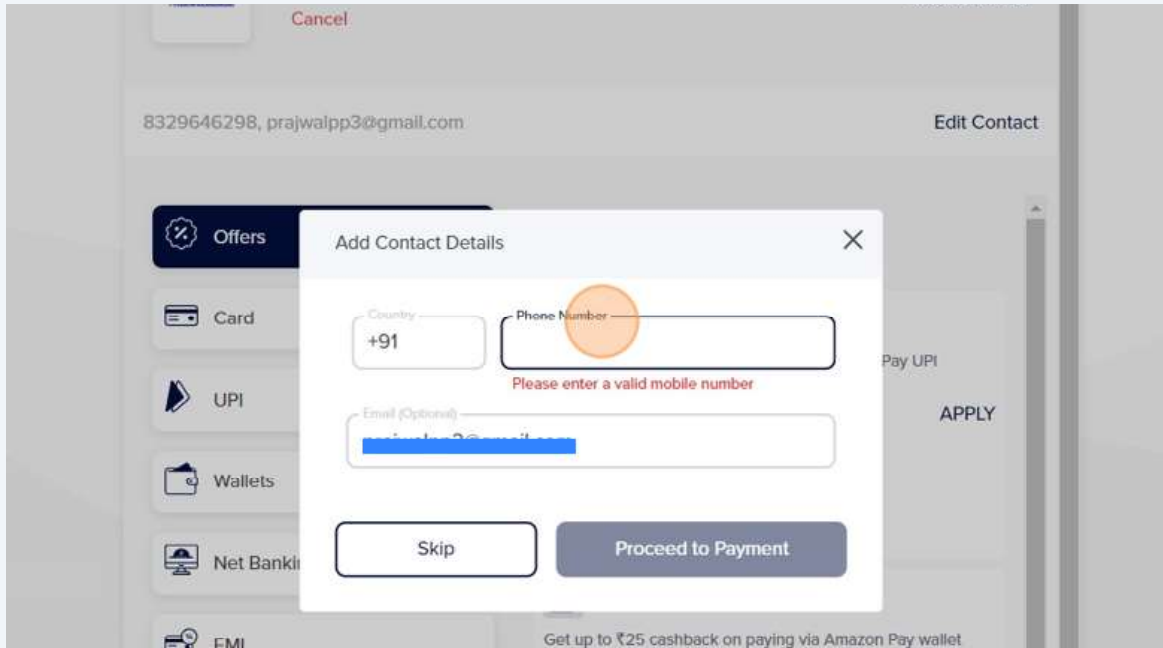 Cancel
8329646298, prajwalpp3@gmail.com
Edit Contact
Offers
Add Contact Details
Card
Country
+91
Phone Number
Please enter a valid mobile number
Pay UPI
UPI
Email (Optional)
APPLY
Wallets
Skip
Proceed to Payment
Net Banki
EMI
Get up to ₹25 cashback on paying via Amazon Pay wallet